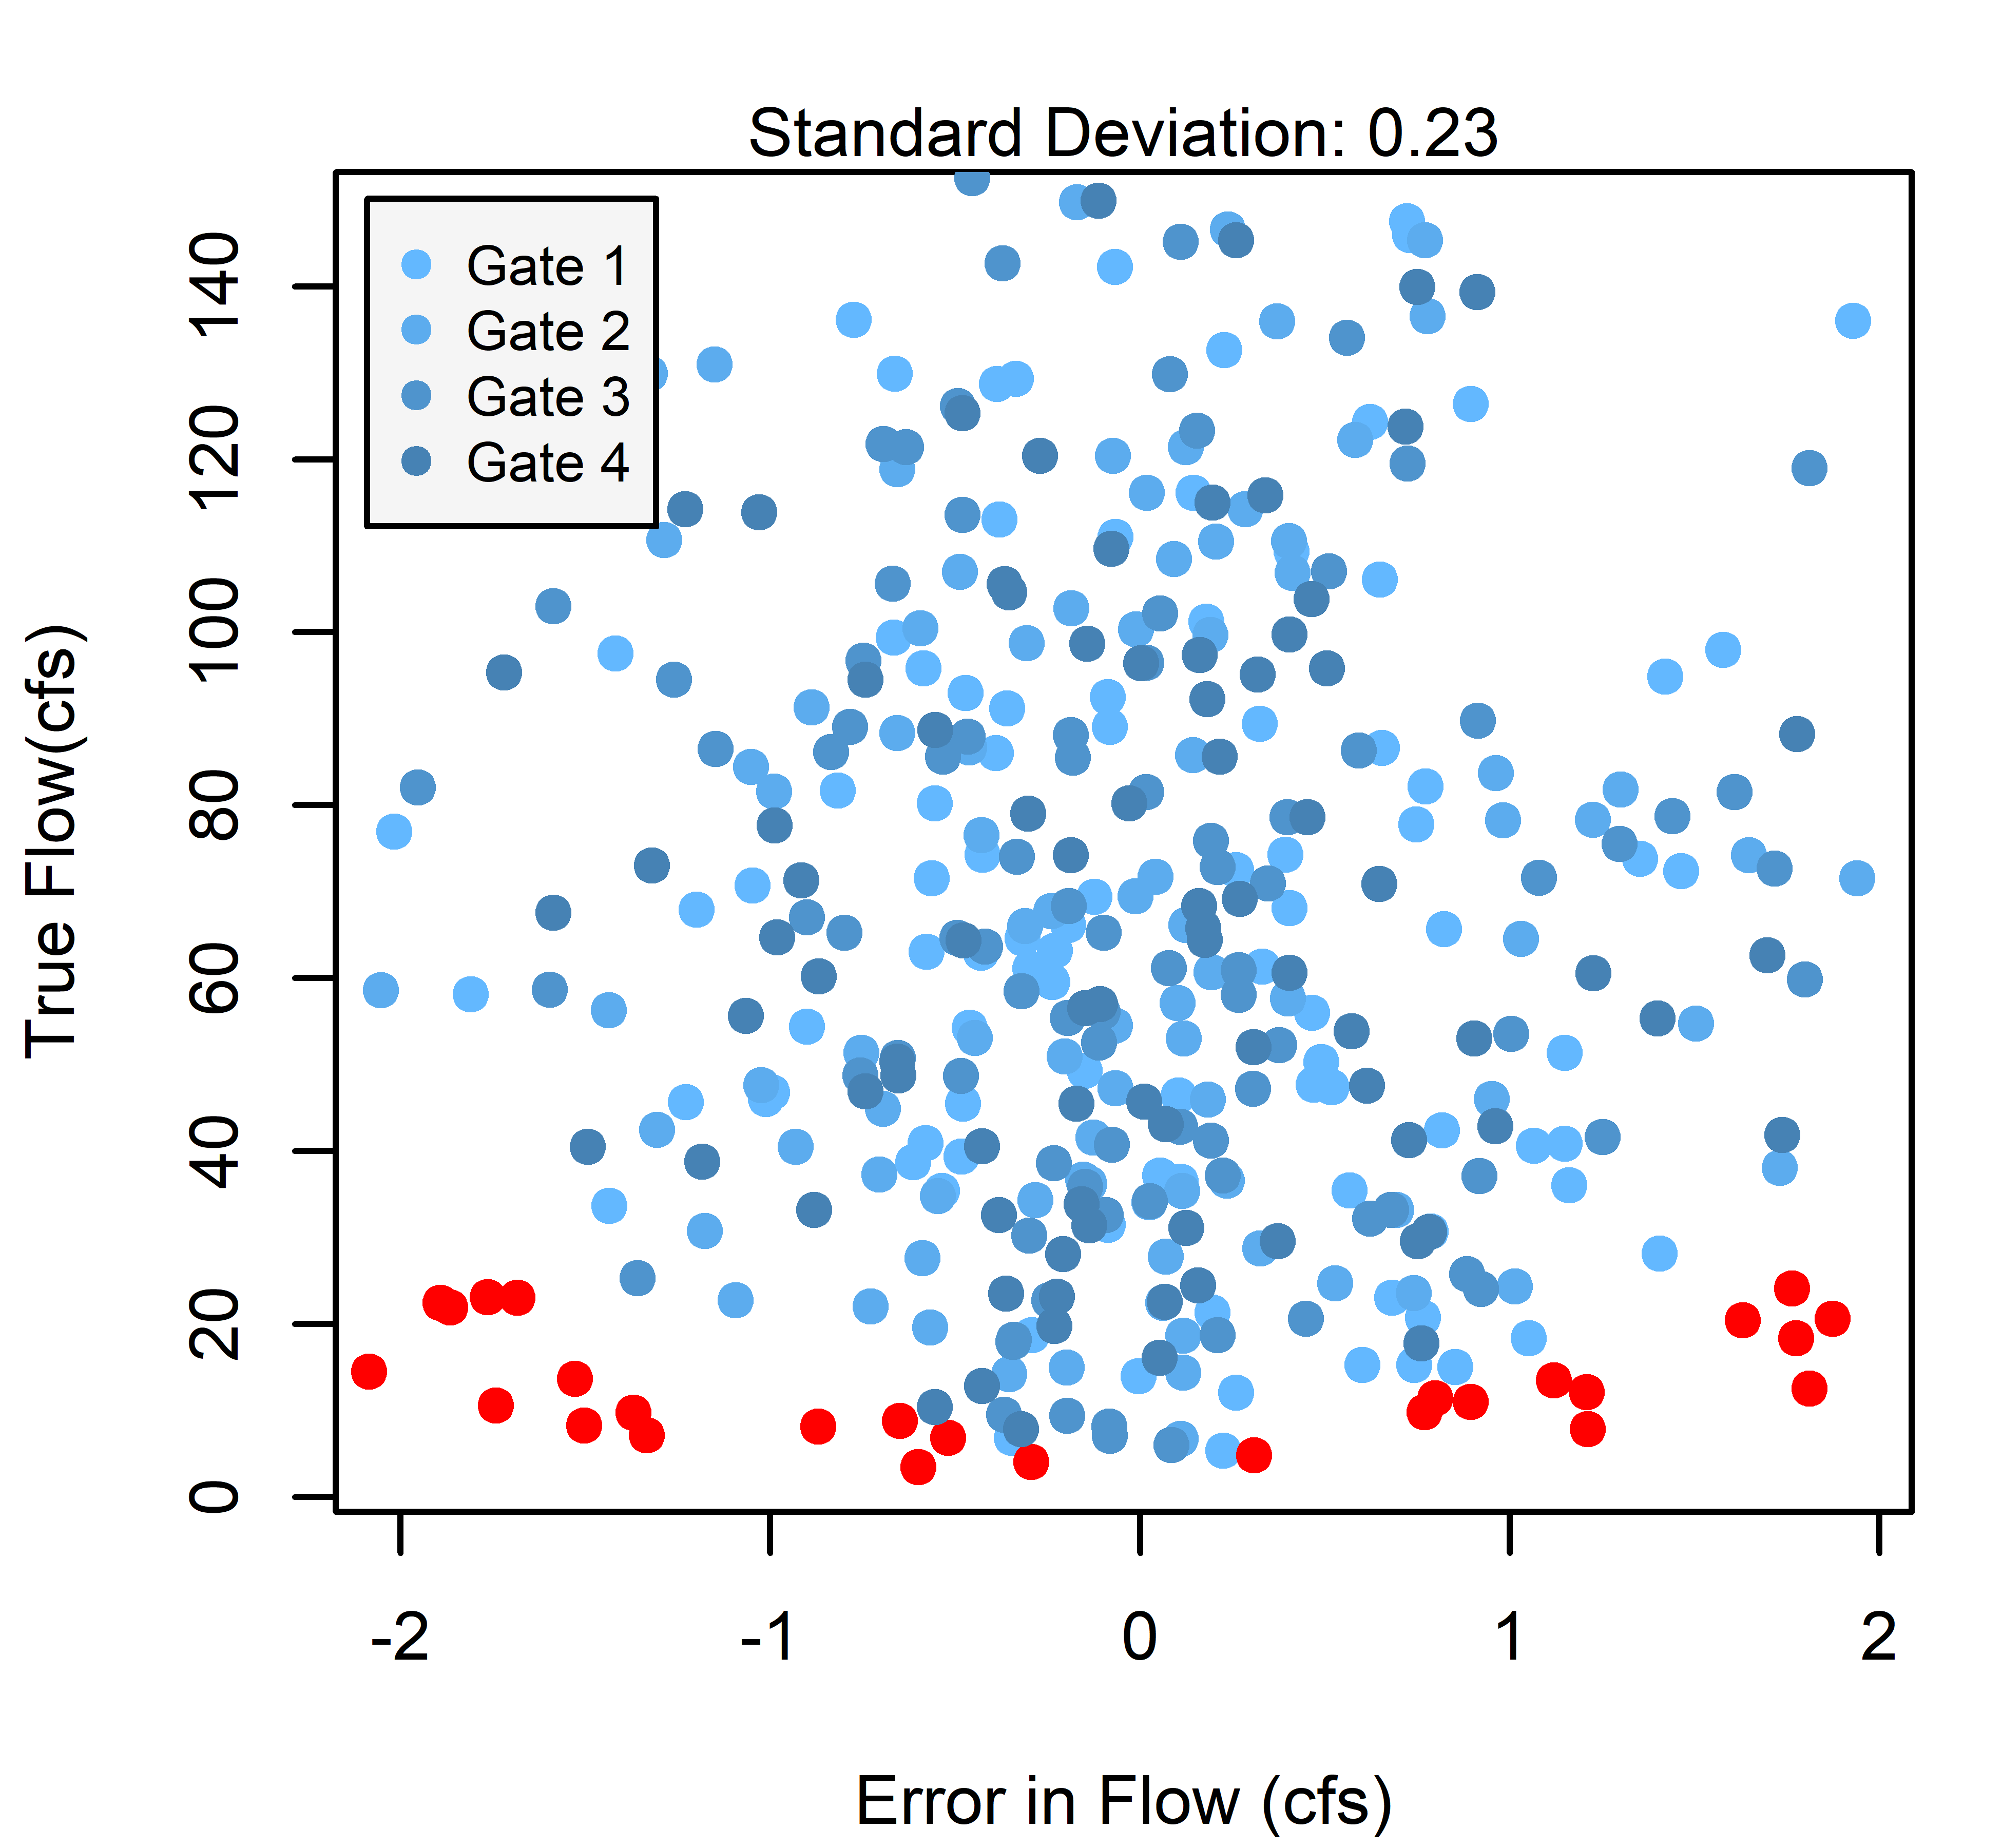 Standard Deviation: 0.23
Gate 1
Gate 2
Gate 3
Gate 4
True Flow(cfs)
140
120
100
80
60
40
20
0
-2 -1 0 1 2
Error in Flow (cfs)